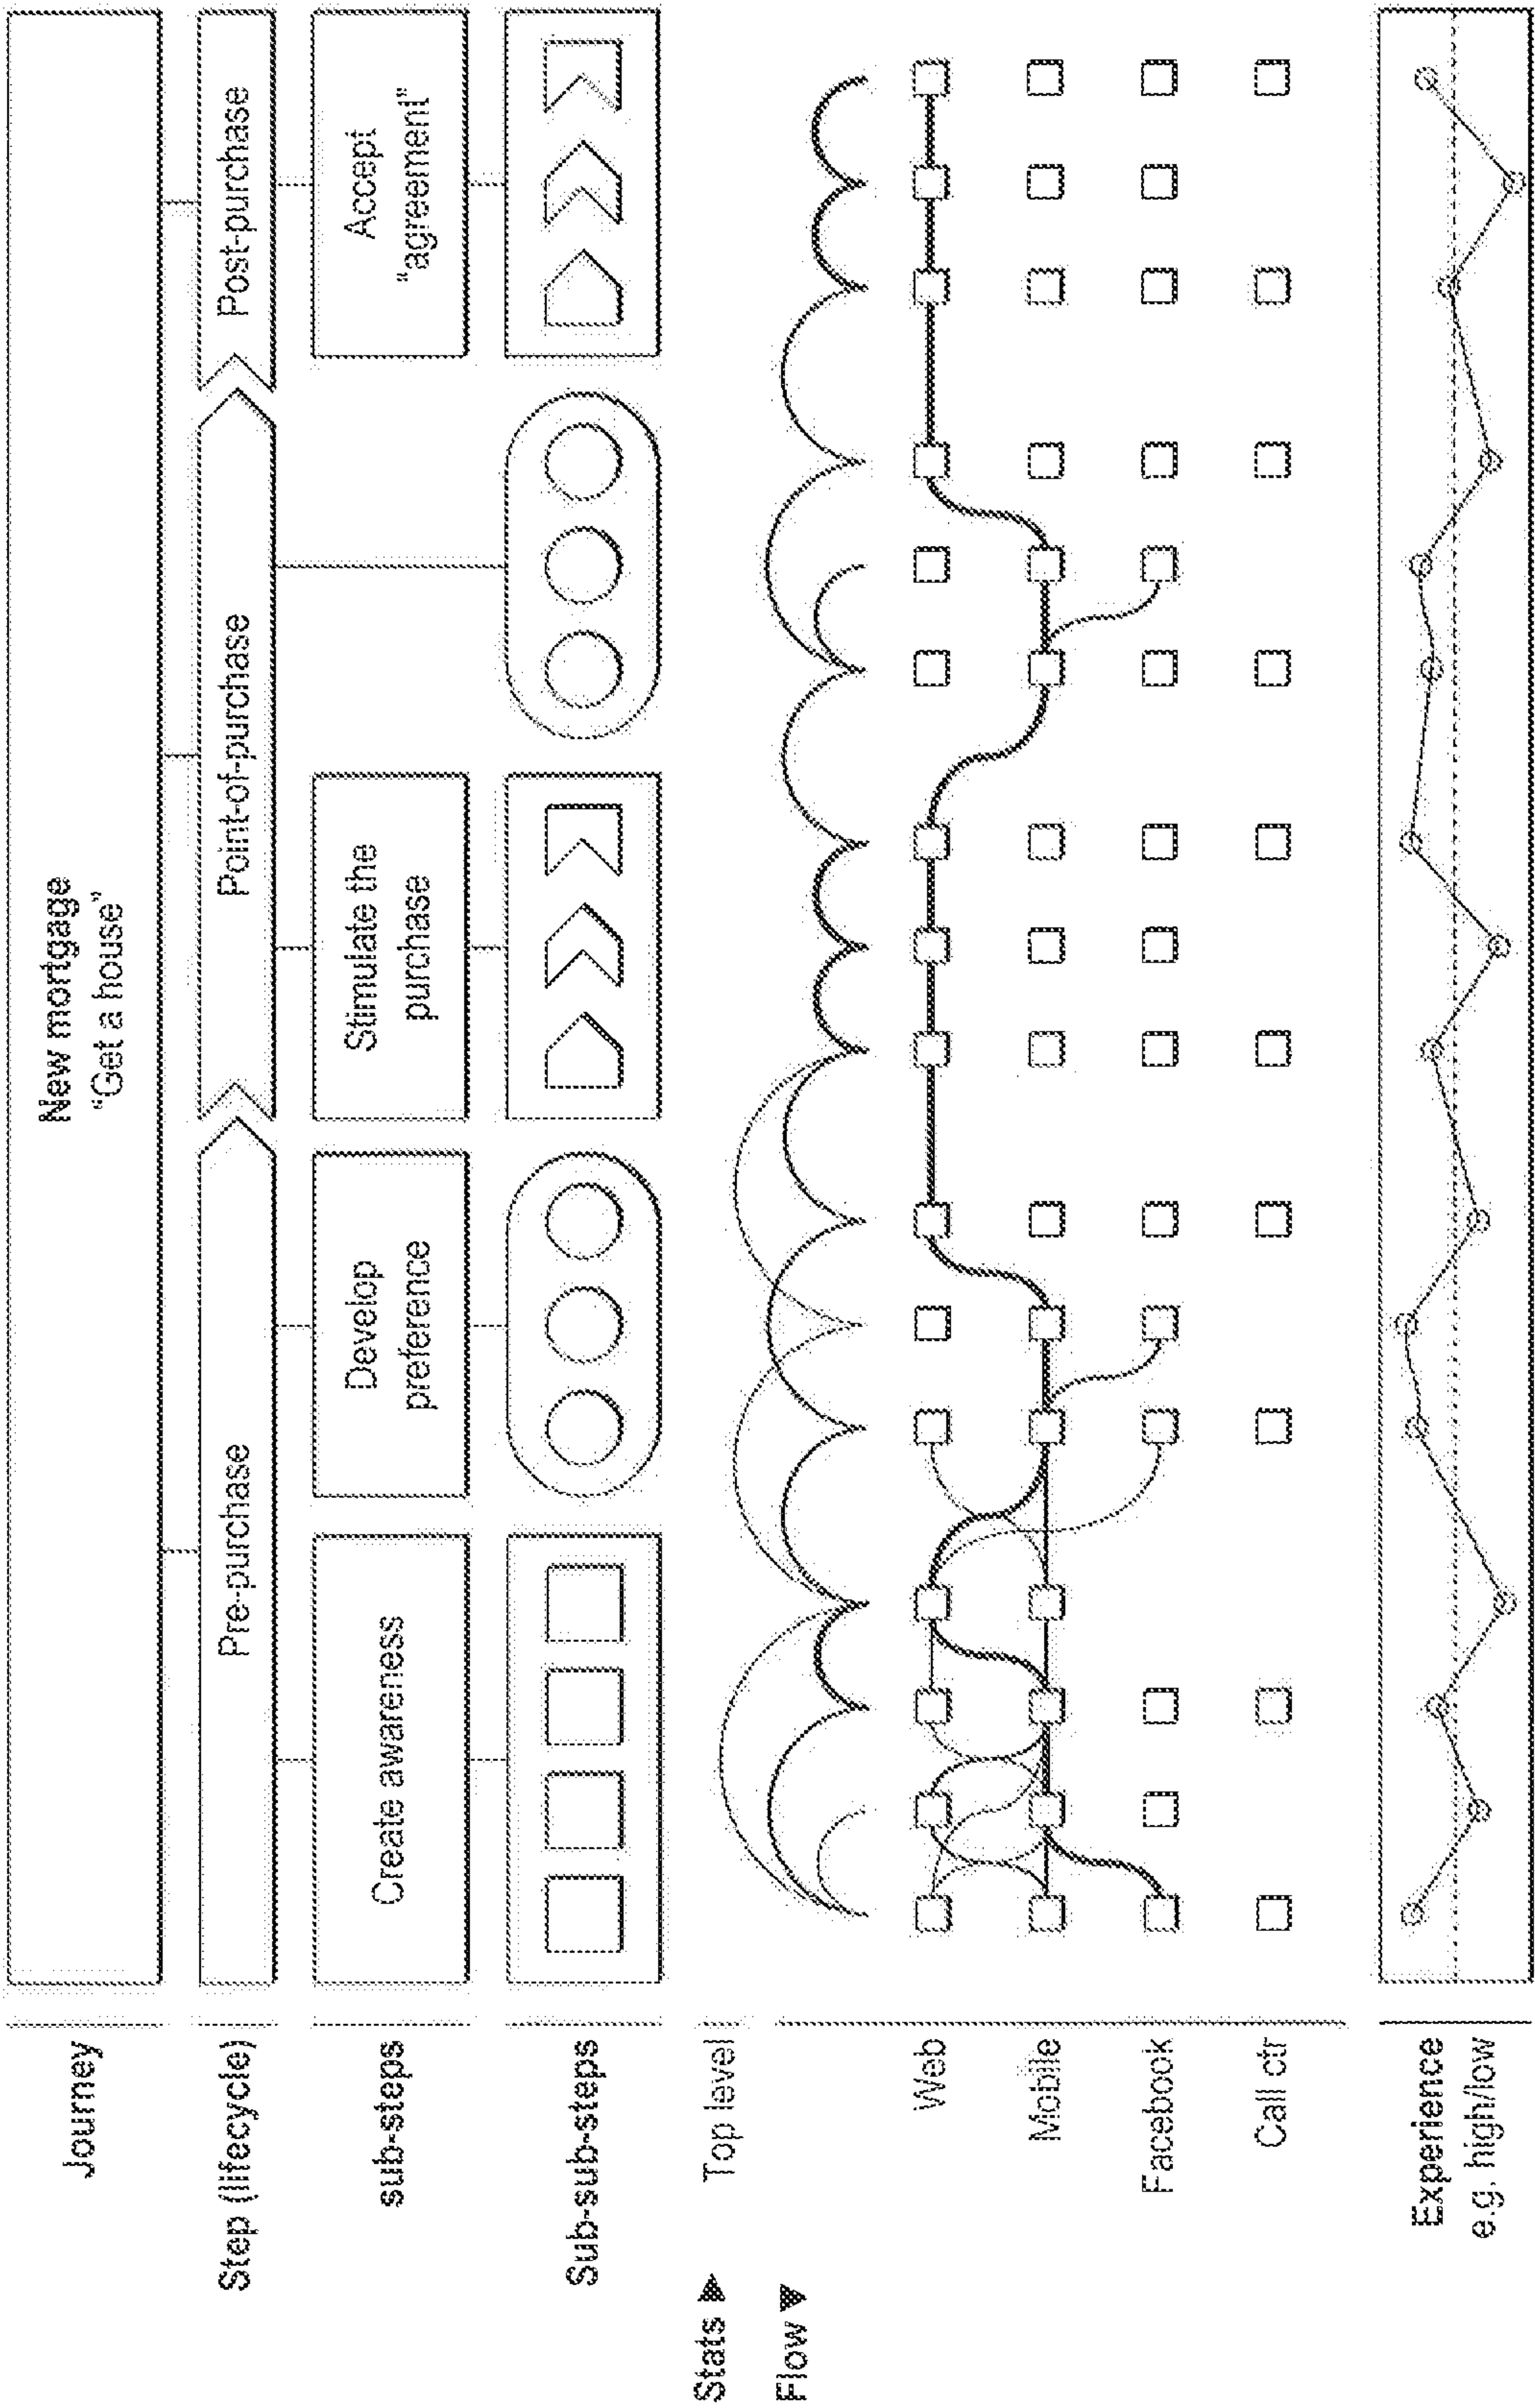 Journey
New mortgage
“Get a house”
Step (lifecycle)
Pre-purchase
Point-of-purchase
Post-purchase
sub-steps
Create awareness
Develop
preference
Stimulate the
purchase
Accept
“agreement”
Sub-sub-steps
Stats
Top level
Flow
Web
Mobile
Facebook
Call ctr
Experience
e.g. high/low